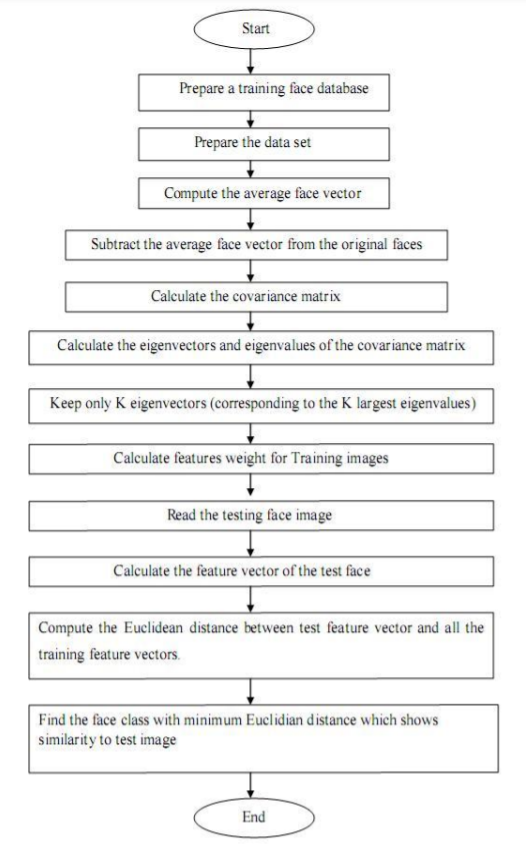 Start
Prepare a training face database
Prepare the data set
Compute the average face vector
Subtract the average face vector from the original faces
Calculate the covariance matrix
Calculate the eigenvectors and eigenvalues of the covariance matrix
Keep only K eigenvectors (corresponding to the K largest eigenvalues)
Calculate features weight for Training images
Read the testing face image
Calculate the feature vector of the test face
Compute the Euclidean distance between test feature vector and all the
training feature vectors.
Find the face class with minimum Euclidian distance which shows
similarity to test image
End